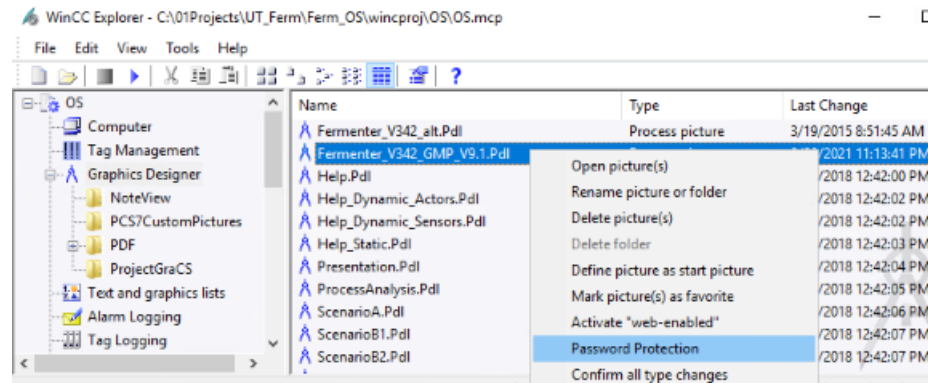 WinCC Explorer - C:\01Projects\UT_Ferm\Ferm_OS\wincproj\OS\OS.mcp
File Edit View Tools Help
OS
Computer
Tag Management
Graphics Designer
NoteView
PCS7CustomPictures
PDF
ProjectGraCS
Text and graphics lists
Alarm Logging
Tag Logging
Name Type Last Change
Fermenter_V342_alt.Pdl Process picture 3/19/2015 8:51:45 AM
Fermenter_V342_GMP_V9.1.Pdl /2021 11:13:41 PM
Help.Pdl /2018 12:42:00 PM
Help_Dynamic_Actors.Pdl /2018 12:42:02 PM
Help_Dynamic_Sensors.Pdl /2018 12:42:02 PM
Help_Static.Pdl /2018 12:42:03 PM
Presentation.Pdl /2018 12:42:04 PM
ProcessAnalysis.Pdl /2018 12:42:05 PM
ScenarioA.Pdl /2018 12:42:06 PM
ScenarioB1.Pdl /2018 12:42:07 PM
ScenarioB2.Pdl /2018 12:42:07 PM
Open picture(s)
Rename picture or folder
Delete picture(s)
Delete folder
Define picture as start picture
Mark picture(s) as favorite
Activate "web-enabled"
Password Protection
Confirm all type changes